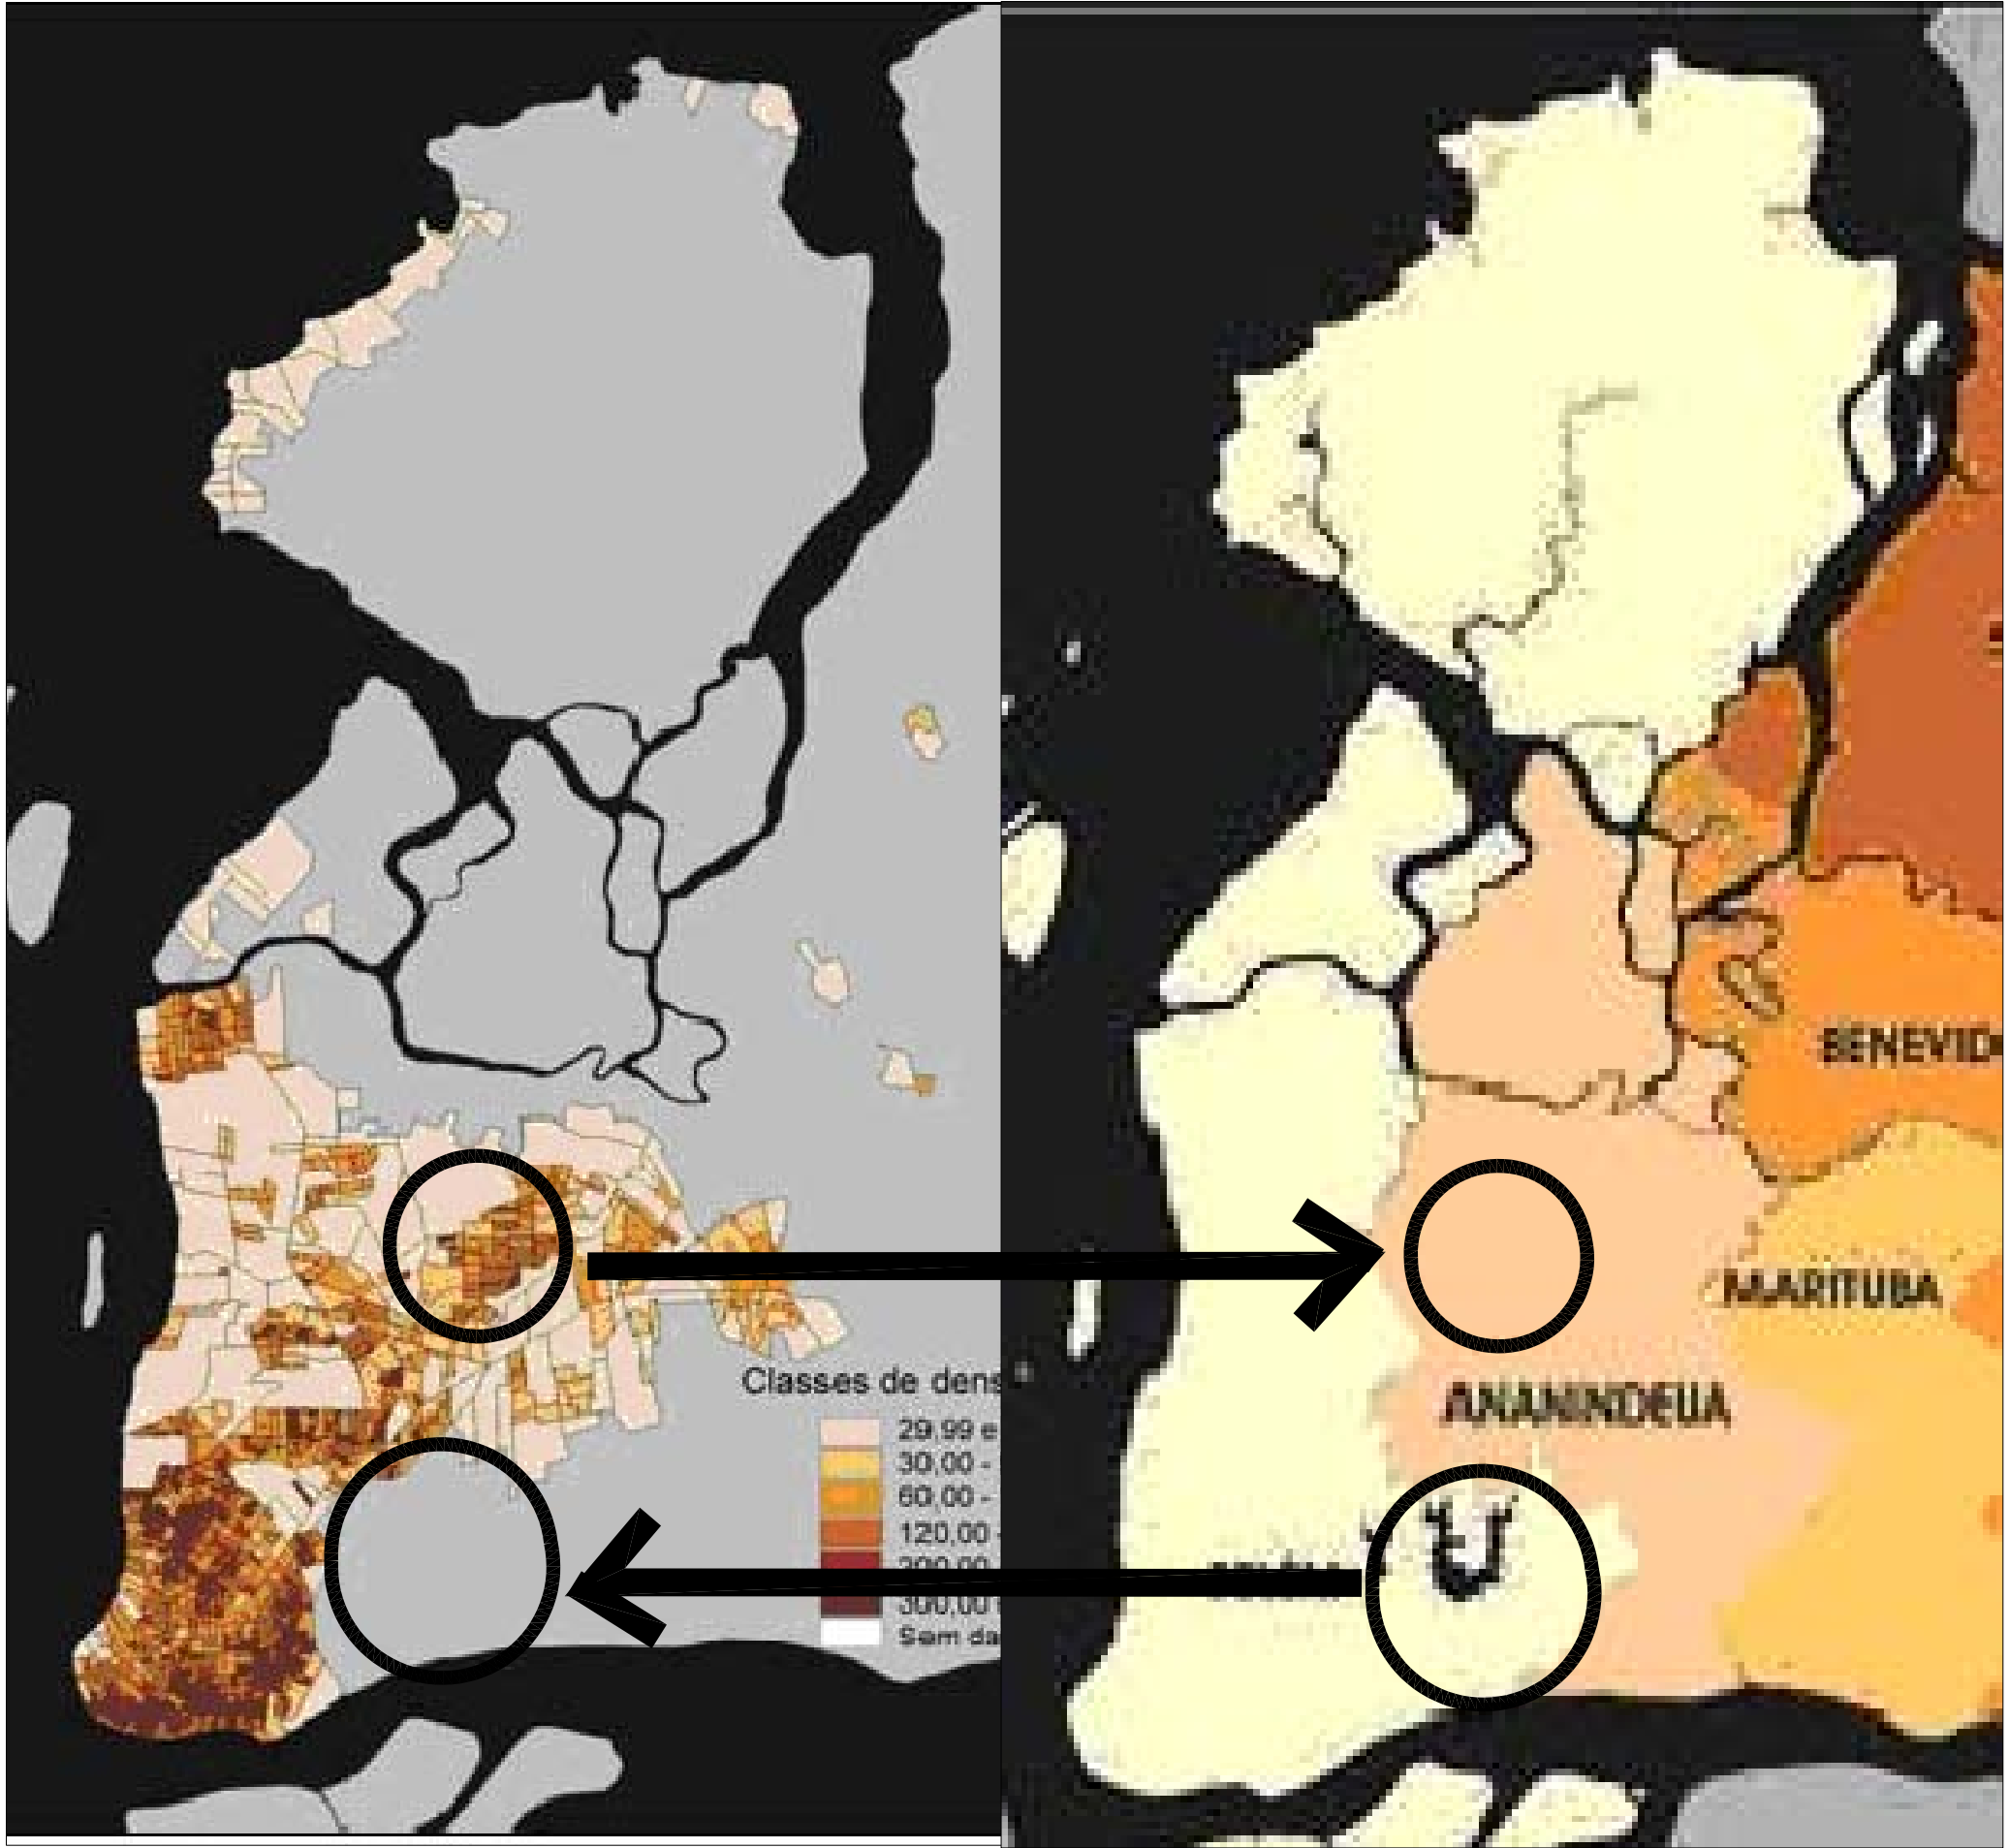 Classes de dens
29,99 e
30,00 -
60,00 -
120,00 -
300,00
Sem da
BENEVID
MARITUBA
ANANINDEUA